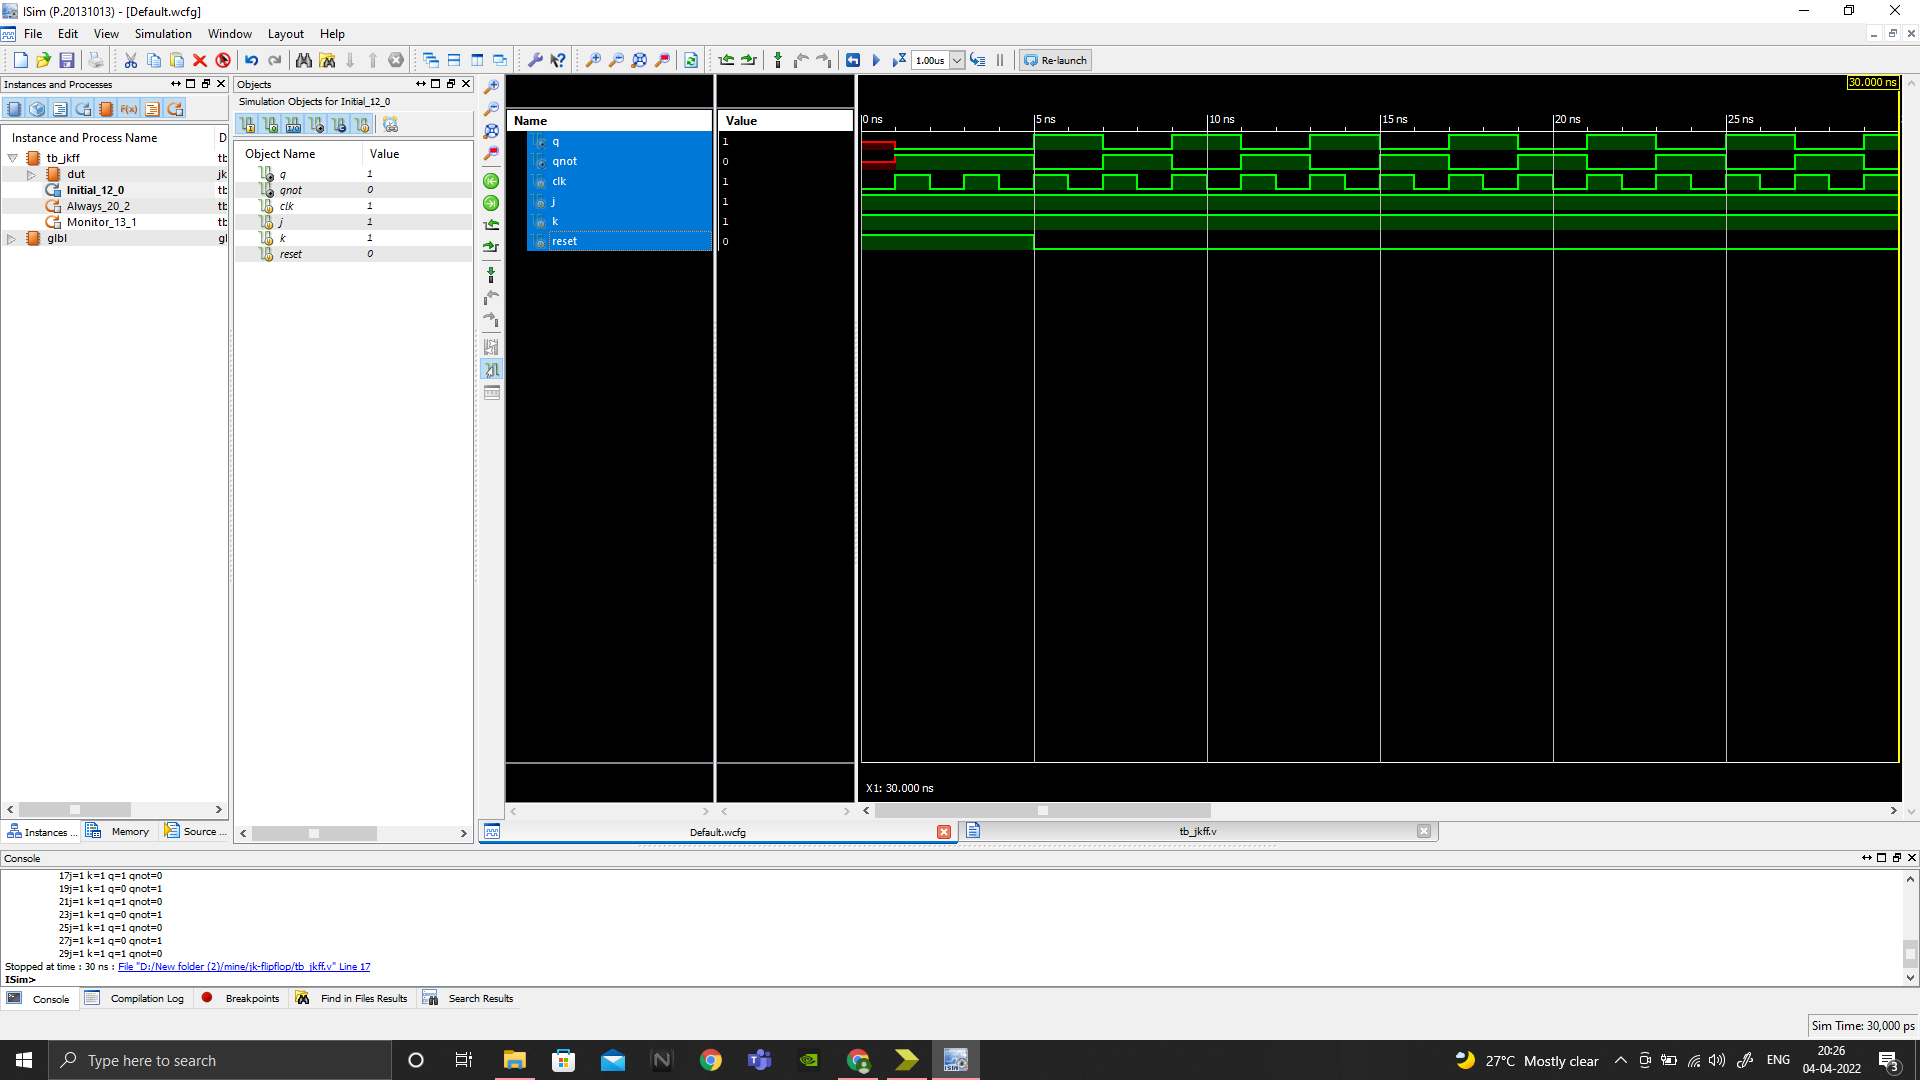 ISim (P.20131013) - [Default.wcfg]
File Edit View Simulation Window Layout Help
1.00us Re-launch
Instances and Processes
Instance and Process Name D
tb_jkff tb
dut jk
Initial_12_0 tb
Always_20_2 tb
Monitor_13_1 tb
glbl gl
Instances ... Memory Source ...
Objects
Simulation Objects for Initial_12_0
Object Name Value
q 1
qnot 0
clk 1
j 1
k 1
reset 0
Name Value
q 1
qnot 0
clk 1
j 1
k 1
reset 0
30.000 ns
0 ns 5 ns 10 ns 15 ns 20 ns 25 ns
X1: 30.000 ns
Default.wcfg tb_jkff.v
Console
17j=1 k=1 q=1 qnot=0
19j=1 k=1 q=0 qnot=1
21j=1 k=1 q=1 qnot=0
23j=1 k=1 q=0 qnot=1
25j=1 k=1 q=1 qnot=0
27j=1 k=1 q=0 qnot=1
29j=1 k=1 q=1 qnot=0
Stopped at time : 30 ns : File "D:/New folder (2)/mine/jk-flipflop/tb_jkff.v" Line 17
ISim>
Console Compilation Log Breakpoints Find in Files Results Search Results
Sim Time: 30,000 ps
Type here to search
27°C Mostly clear
ENG
20:26
04-04-2022
3